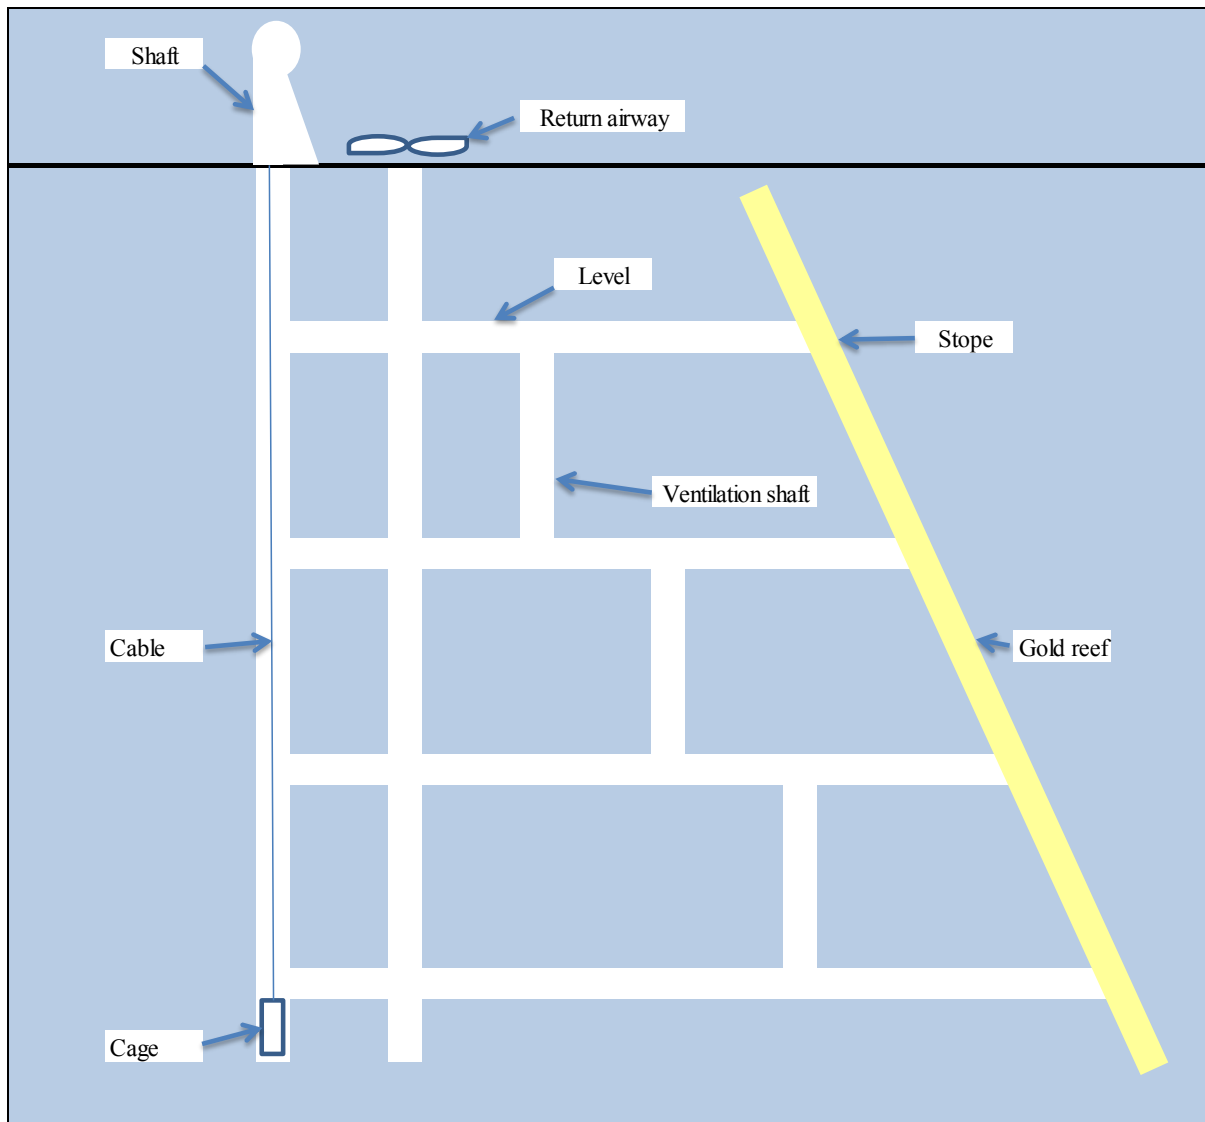 Shaft
Return airway
Level
Stope
Ventilation shaft
Cable
Gold reef
Cage